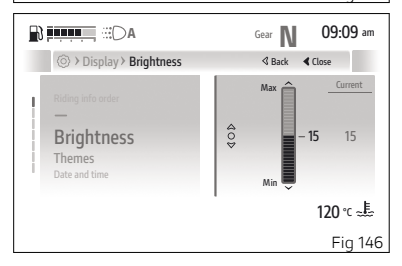 A
Gear N 09:09 am
> Display > Brightness
Back Close
Riding info order
Brightness
Themes
Date and time
Max
Current
15 15
Min
120 °C
Fig 146